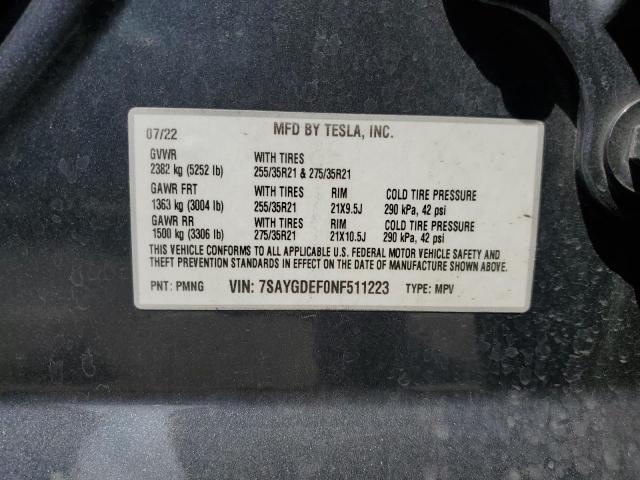 07/22 MFD BY TESLA, INC.
GVWR WITH TIRES
2382 kg (5252 lb) 255/35R21 & 275/35R21
GAWR FRT WITH TIRES RIM COLD TIRE PRESSURE
1363 kg (3004 lb) 255/35R21 21X9.5J 290 kPa, 42 psi
GAWR RR WITH TIRES RIM COLD TIRE PRESSURE
1500 kg (3306 lb) 275/35R21 21X10.5J 290 kPa, 42 psi
THIS VEHICLE CONFORMS TO ALL APPLICABLE U.S. FEDERAL MOTOR VEHICLE SAFETY AND
THEFT PREVENTION STANDARDS IN EFFECT ON THE DATE OF MANUFACTURE SHOWN ABOVE.
PNT: PMNG VIN: 7SAYGDEF0NF511223 TYPE: MPV